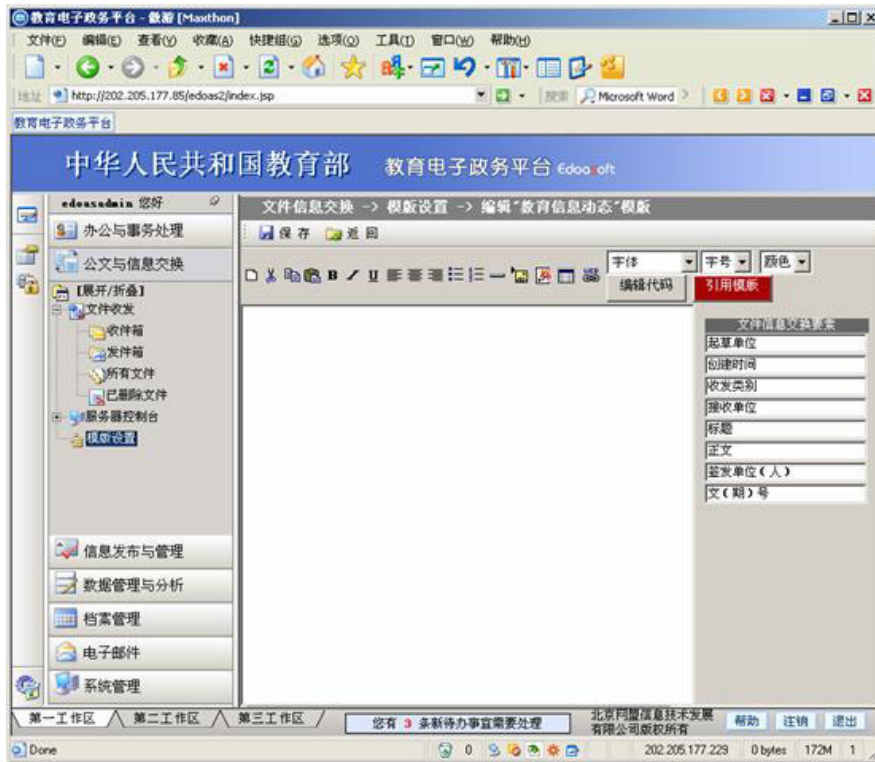 教育电子政务平台 - 傲游 [Maxthon]
文件(F) 编辑(E) 查看(V) 收藏(A) 快捷组(G) 选项(O) 工具(T) 窗口(W) 帮助(H)
地址 http://202.205.177.85/edoas2/index.jsp 搜索 Microsoft Word
教育电子政务平台
中华人民共和国教育部 教育电子政务平台 Edoasoft
edoasadmin 您好
文件信息交换 -> 模版设置 -> 编辑"教育信息动态"模版
办公与事务处理
保存 返回
公文与信息交换
字体 字号 颜色
编辑代码 引用模版
【展开/折叠】
文件收发
收件箱
发件箱
所有文件
已删除文件
服务器控制台
模版设置
文件信息交换要素
起草单位
创建时间
收发类别
接收单位
标题
正文
签发单位(人)
文(期)号
信息发布与管理
数据管理与分析
档案管理
电子邮件
系统管理
第一工作区 第二工作区 第三工作区
您有 3 条新待办事宜需要处理
北京网盟信息技术发展
有限公司版权所有
帮助 注销 退出
Done 0 202.205.177.229 0 bytes 172M 1